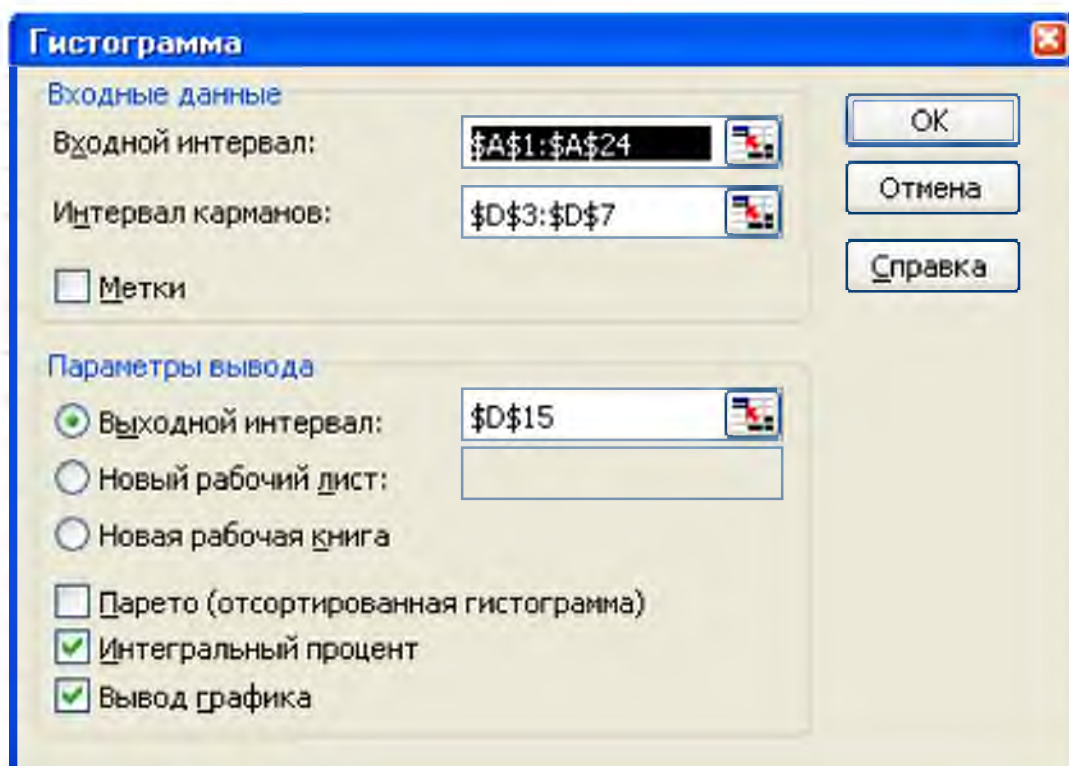 Гистограмма
Входные данные
Входной интервал:
$A$1:$A$24
Интервал карманов:
$D$3:$D$7
Метки
OK
Отмена
Справка
Параметры вывода
Выходной интервал:
$D$15
Новый рабочий лист:
Новая рабочая книга
Парето (отсортированная гистограмма)
Интегральный процент
Вывод графика